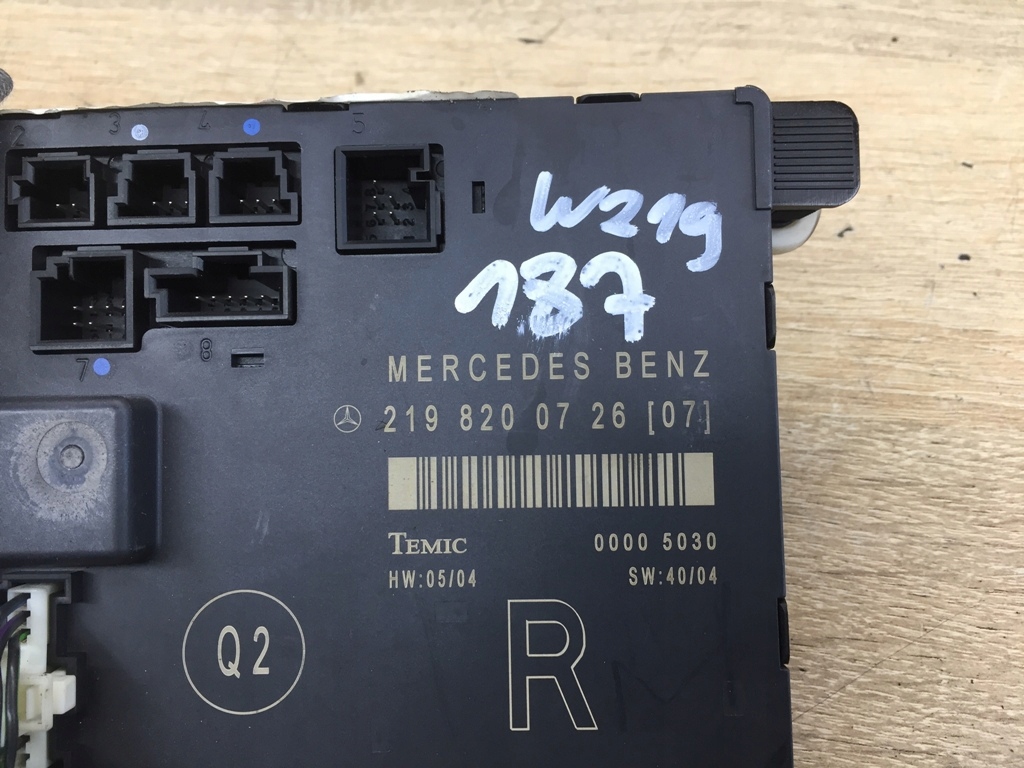 2 3 4 5
W219
187
7 8
MERCEDES BENZ
219 820 07 26 [07]
TEMIC 0000 5030
HW:05/04 SW:40/04
Q2 R